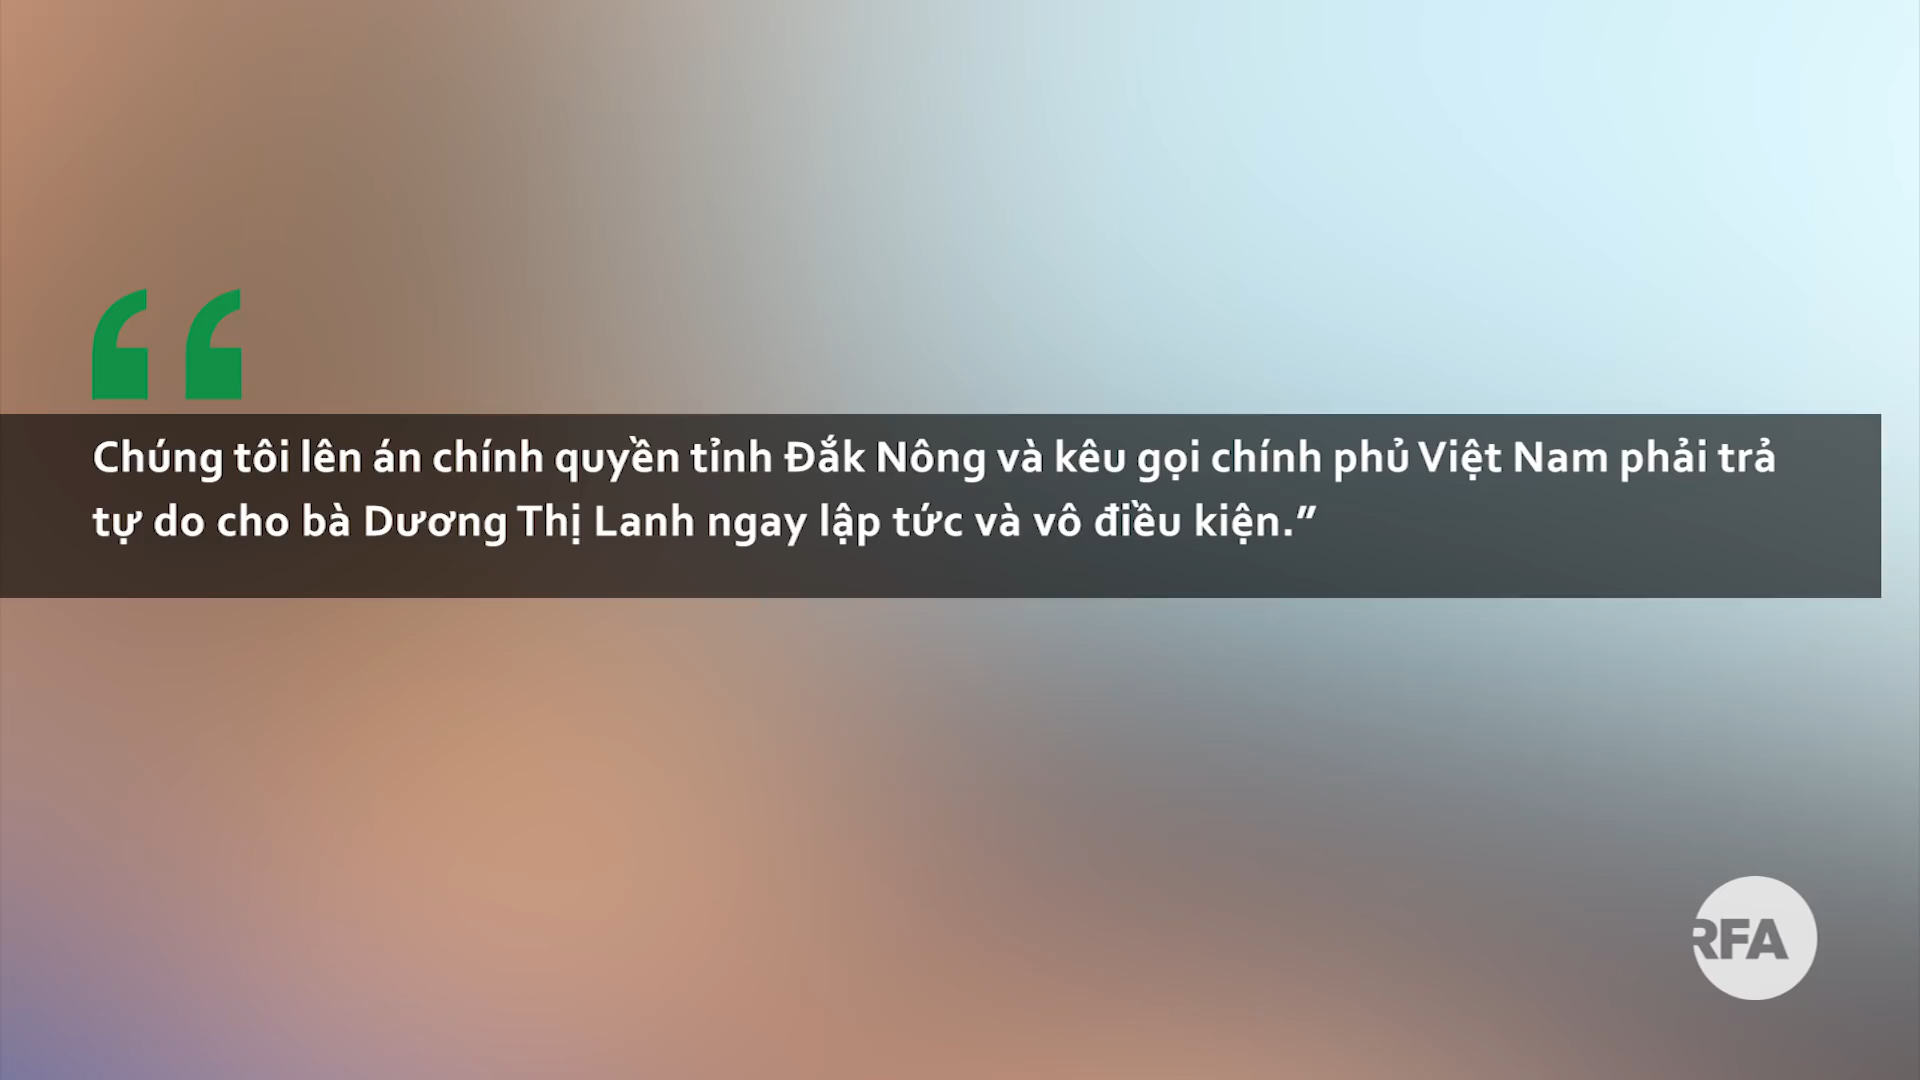 Chúng tôi lên án chính quyền tỉnh Đắk Nông và kêu gọi chính phủ Việt Nam phải trả
tự do cho bà Dương Thị Lanh ngay lập tức và vô điều kiện.”
RFA